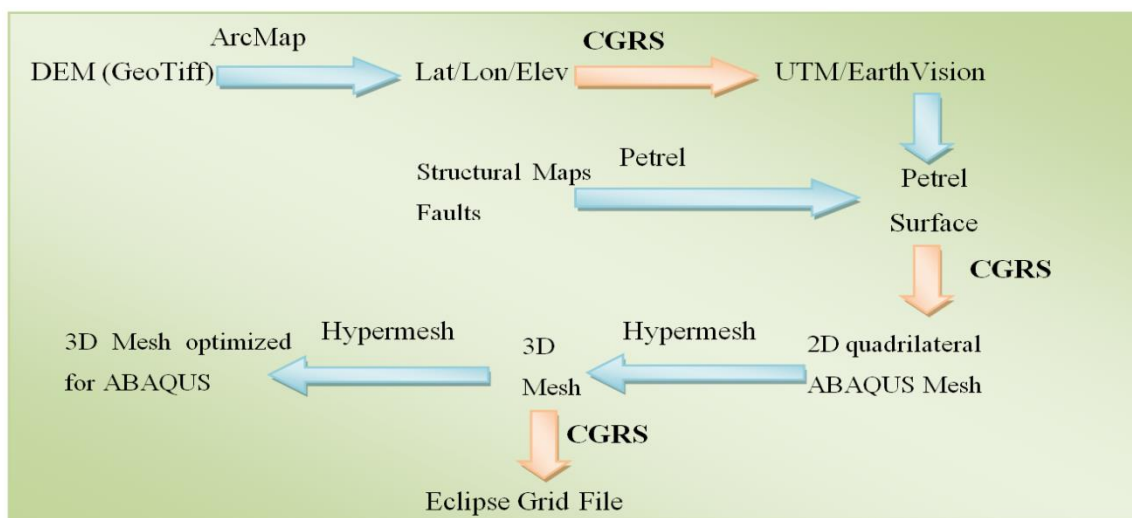 ArcMap
CGRS
DEM (GeoTiff)
Lat/Lon/Elev
UTM/EarthVision
Structural Maps
Faults
Petrel
Petrel
Surface
CGRS
3D Mesh optimized
for ABAQUS
Hypermesh
3D
Mesh
Hypermesh
2D quadrilateral
ABAQUS Mesh
CGRS
Eclipse Grid File